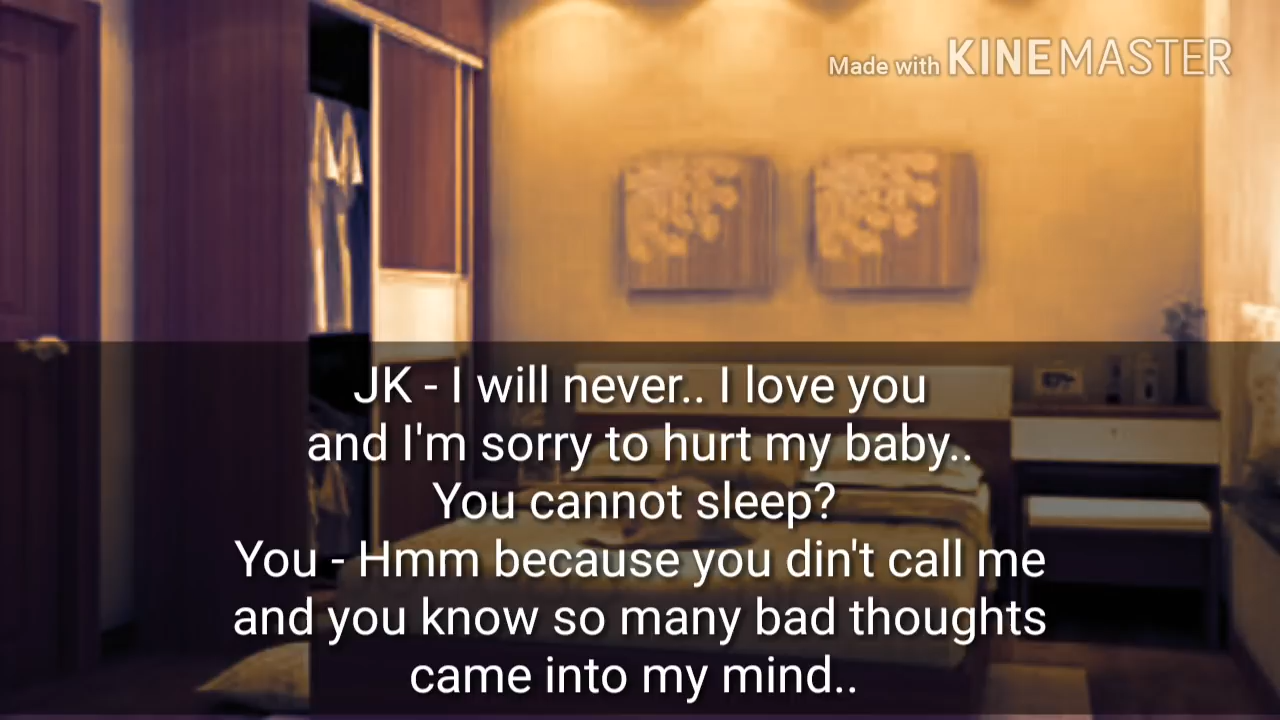 Made with KINEMASTER
JK - I will never.. I love you
and I'm sorry to hurt my baby..
You cannot sleep?
You - Hmm because you din't call me
and you know so many bad thoughts
came into my mind..